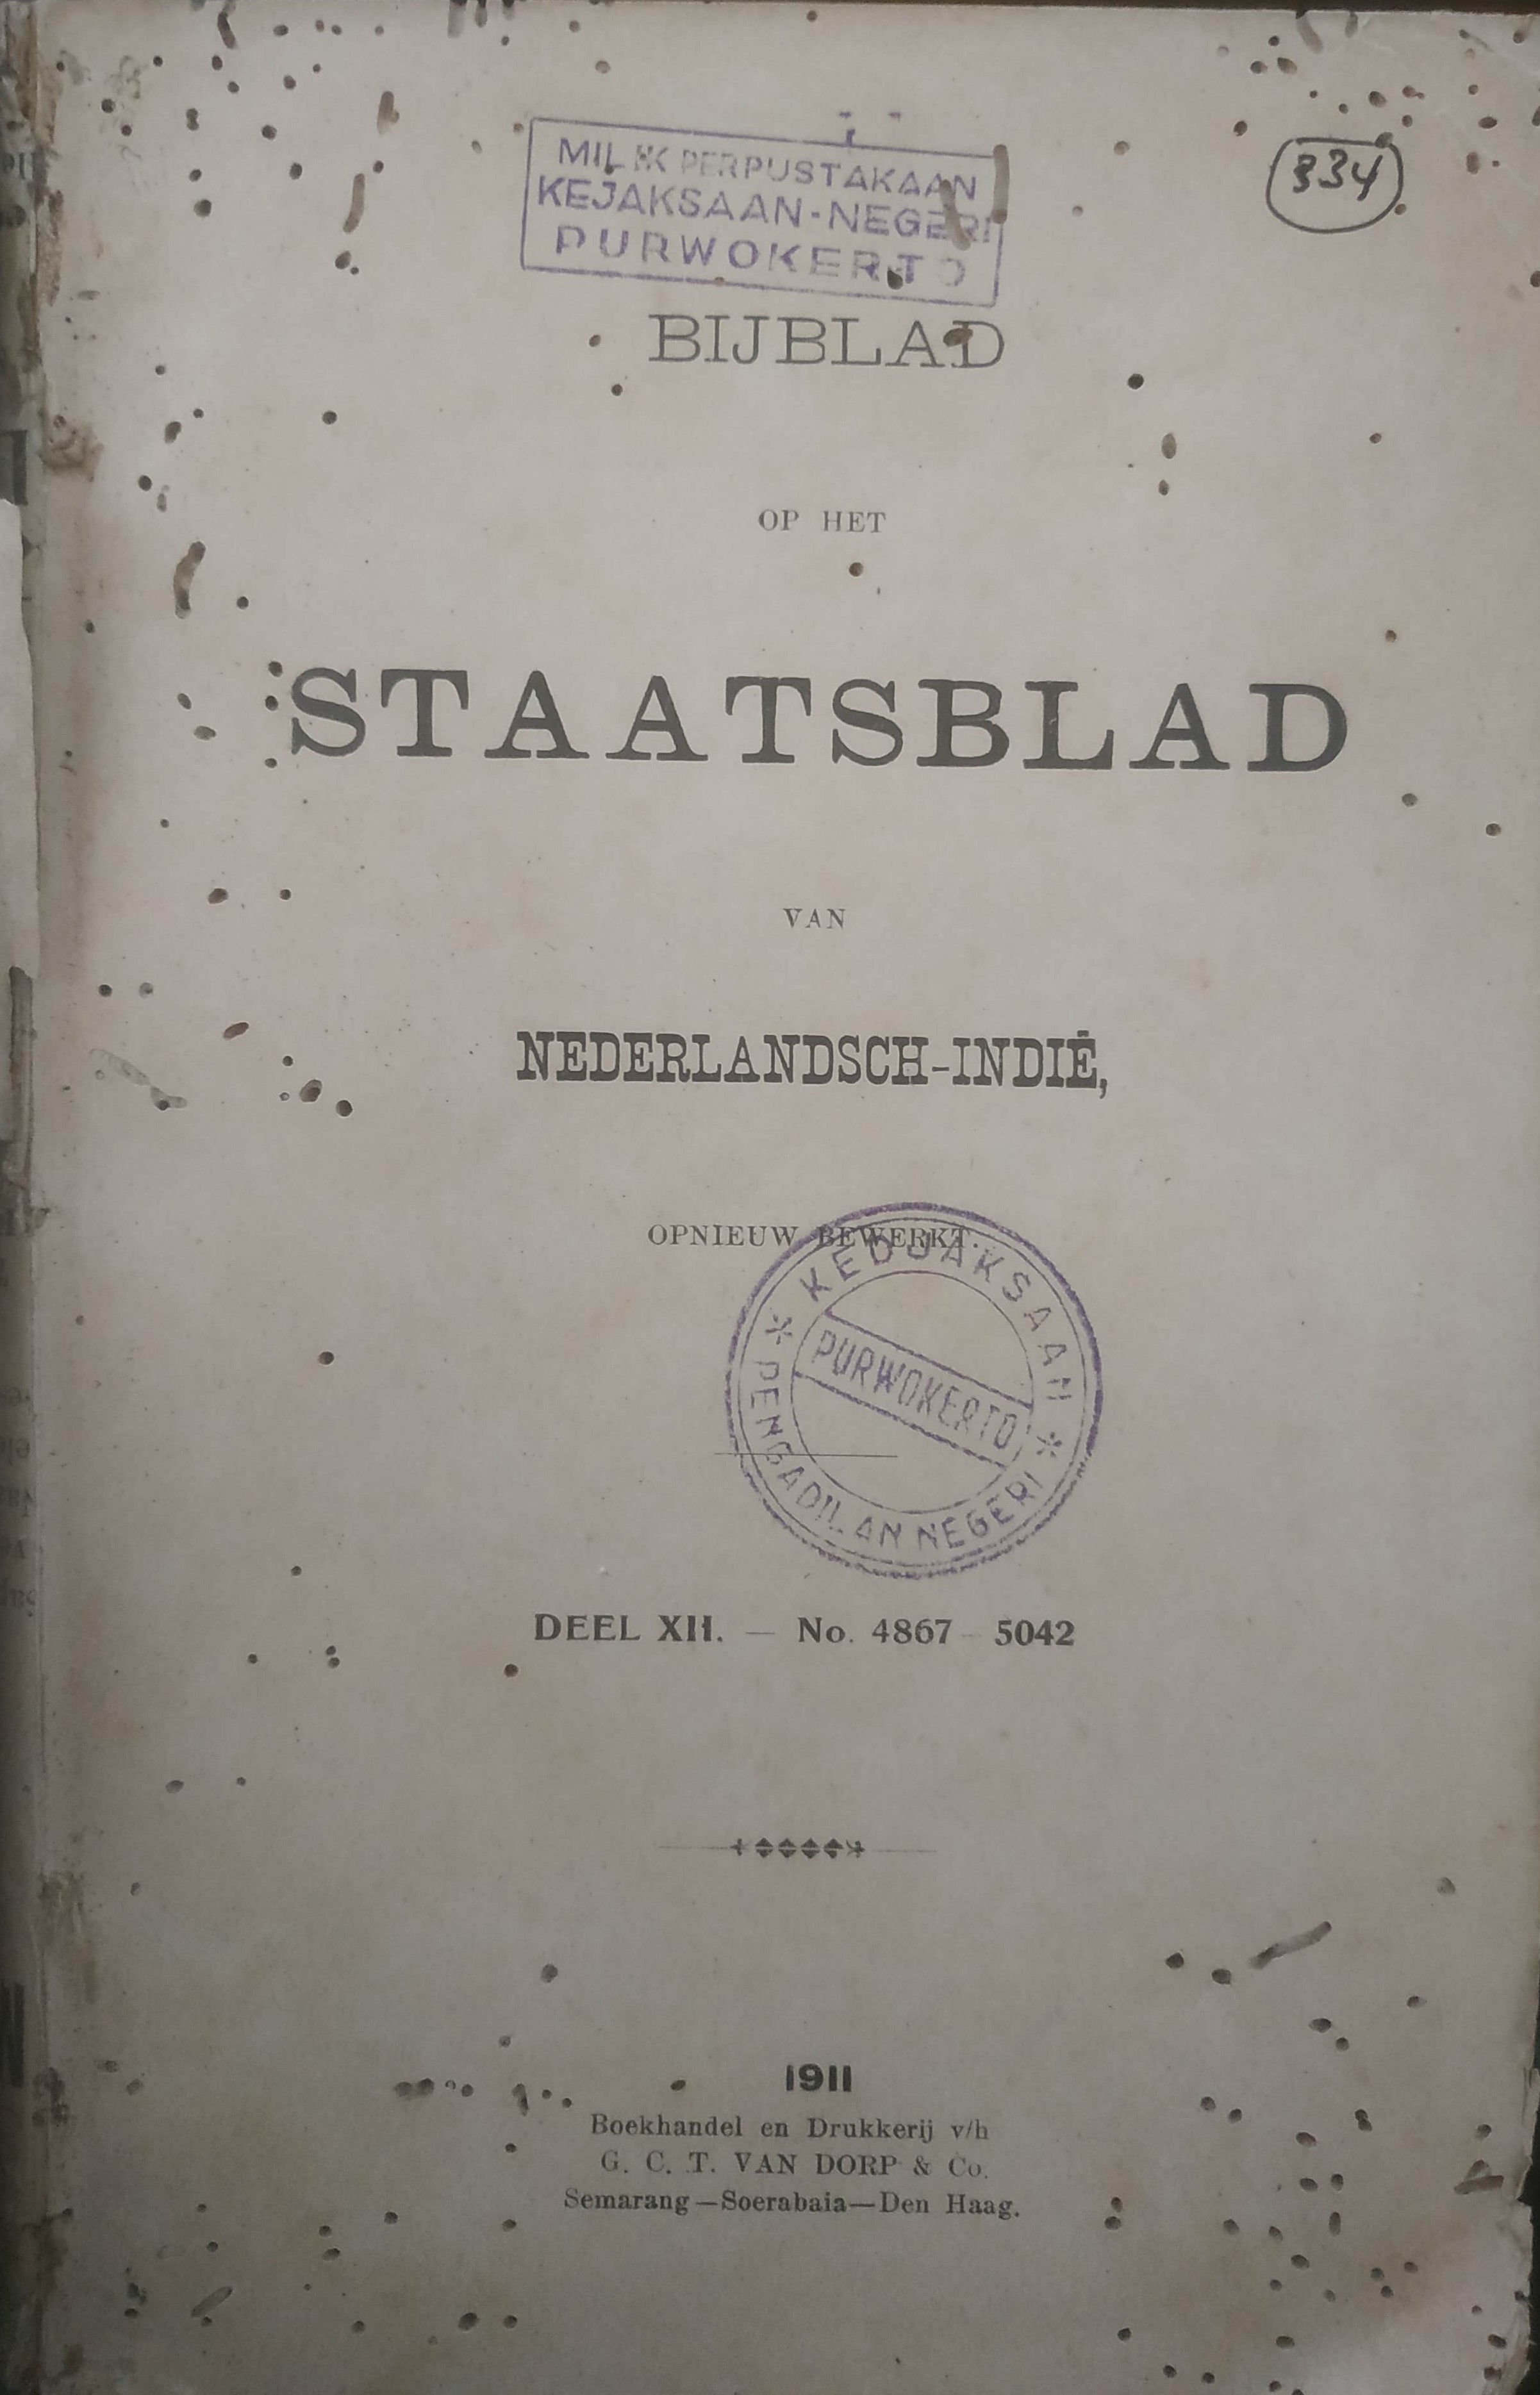 MILIK PERPUSTAKAAN
KEJAKSAAN-NEGERI
PURWOKERTO
334
BIJBLAD
OP HET
STAATSBLAD
VAN
NEDERLANDSCH-INDIË,
OPNIEUW BEWERKT.
KEDJAKSAAN
PURWOKERTO
PENGADILAN NEGERI
DEEL XII. — No. 4867 – 5042
1911
Boekhandel en Drukkerij v/h
G. C. T. VAN DORP & Co.
Semarang—Soerabaia—Den Haag.